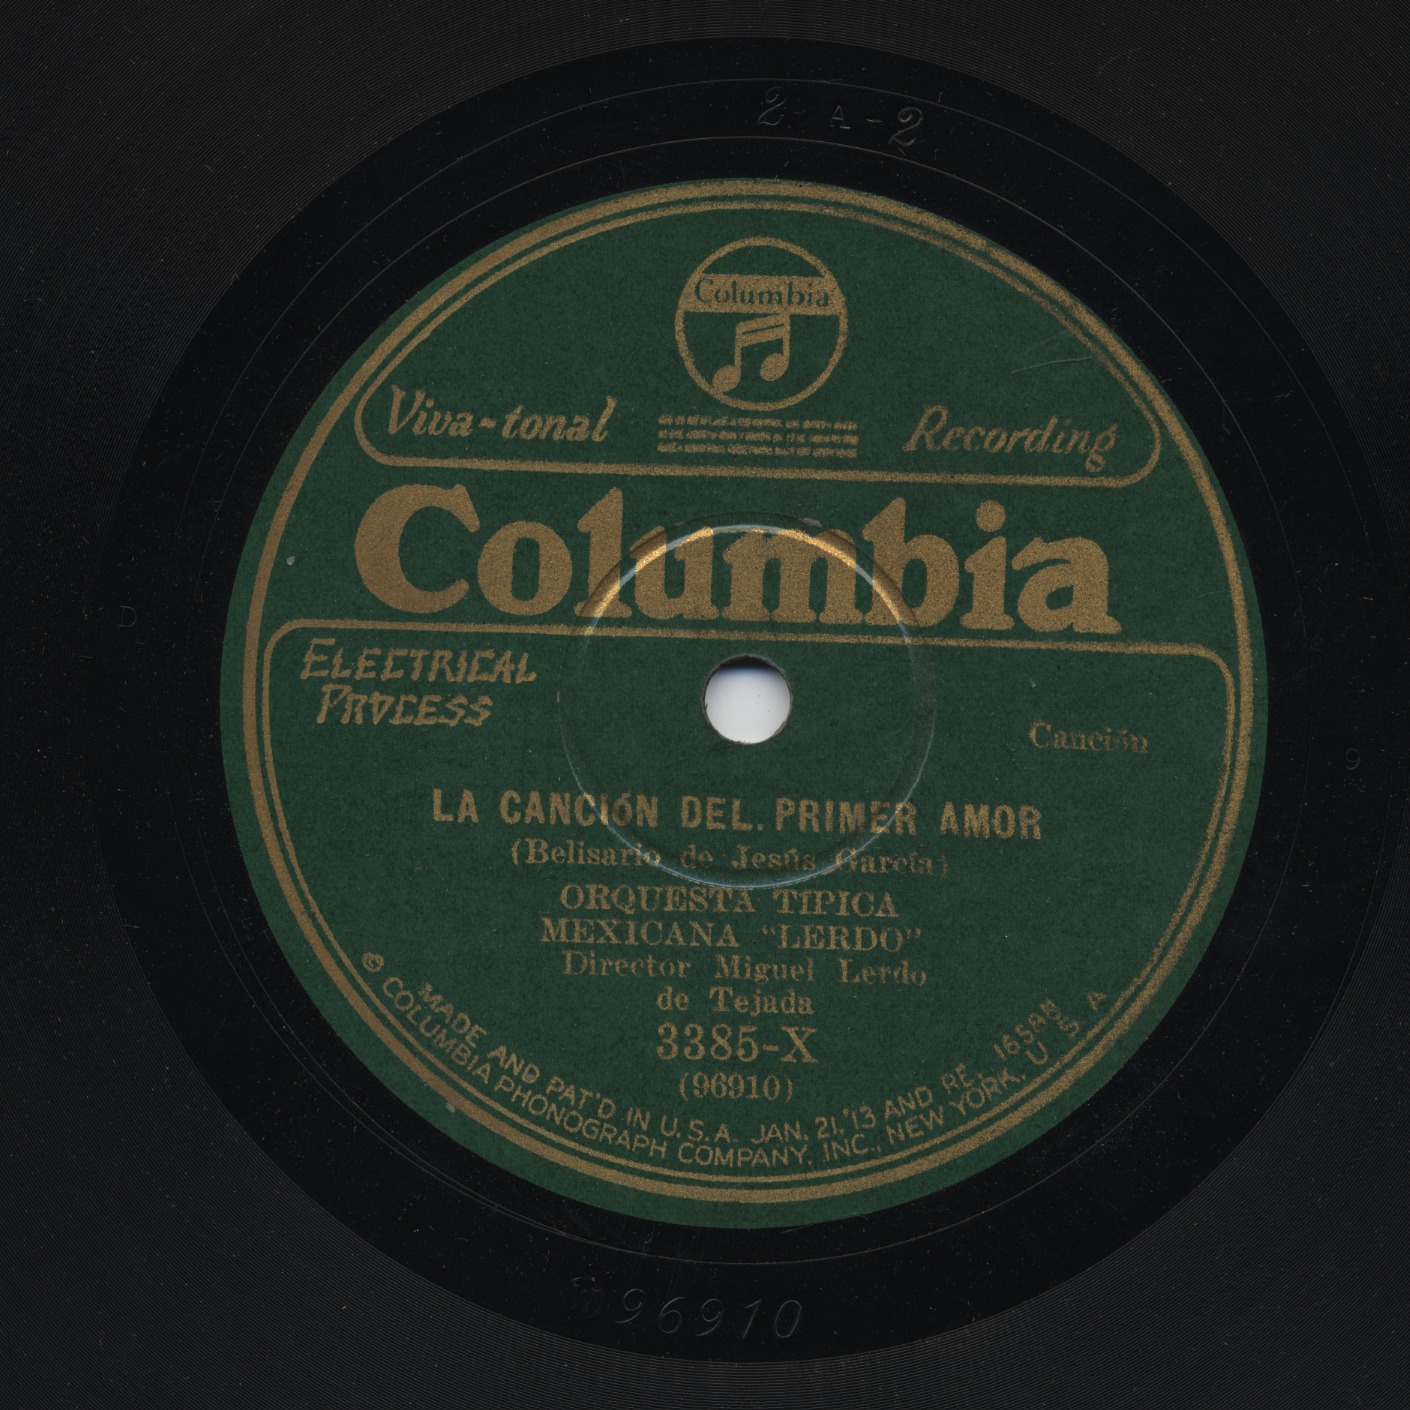 2 - A - 2
Columbia
Viva-tonal Recording
Columbia
ELECTRICAL
PROCESS
Canción
LA CANCIÓN DEL. PRIMER AMOR
(Belisario de Jesús García)
ORQUESTA TIPICA
MEXICANA “LERDO”
Director Miguel Lerdo
de Tejada
3385-X
(96910)
MADE AND PAT'D IN U.S.A. JAN. 21,'13 AND RE. 16588
© COLUMBIA PHONOGRAPH COMPANY, INC., NEW YORK, U S A
D
9
W 96910